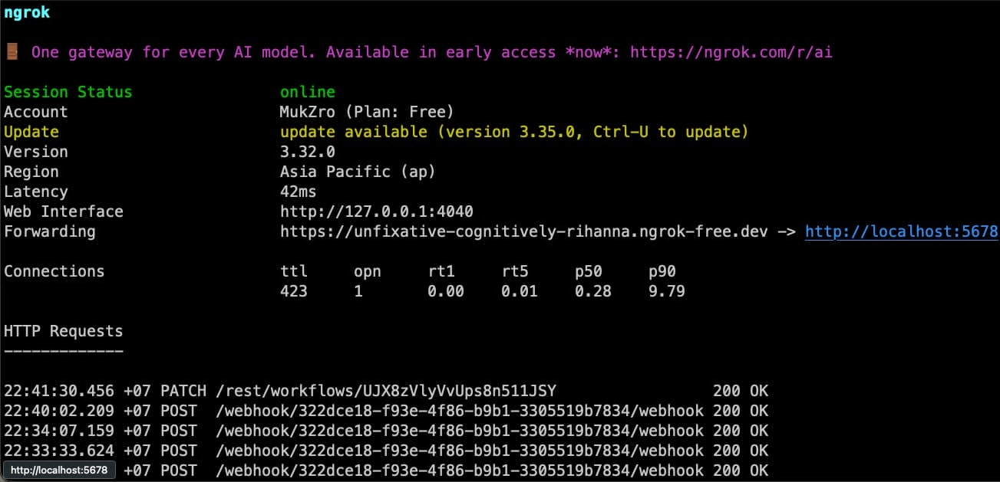 ngrok
One gateway for every AI model. Available in early access *now*: https://ngrok.com/r/ai
Session Status online
Account MukZro (Plan: Free)
Update update available (version 3.35.0, Ctrl-U to update)
Version 3.32.0
Region Asia Pacific (ap)
Latency 42ms
Web Interface http://127.0.0.1:4040
Forwarding https://unfixative-cognitively-rihanna.ngrok-free.dev -> http://localhost:5678
Connections ttl opn rt1 rt5 p50 p90
423 1 0.00 0.01 0.28 9.79
HTTP Requests
-------------
22:41:30.456 +07 PATCH /rest/workflows/UJX8zVlyVvUps8n511JSY 200 OK
22:40:02.209 +07 POST /webhook/322dce18-f93e-4f86-b9b1-3305519b7834/webhook 200 OK
22:34:07.159 +07 POST /webhook/322dce18-f93e-4f86-b9b1-3305519b7834/webhook 200 OK
22:33:33.624 +07 POST /webhook/322dce18-f93e-4f86-b9b1-3305519b7834/webhook 200 OK
http://localhost:5678 +07 POST /webhook/322dce18-f93e-4f86-b9b1-3305519b7834/webhook 200 OK